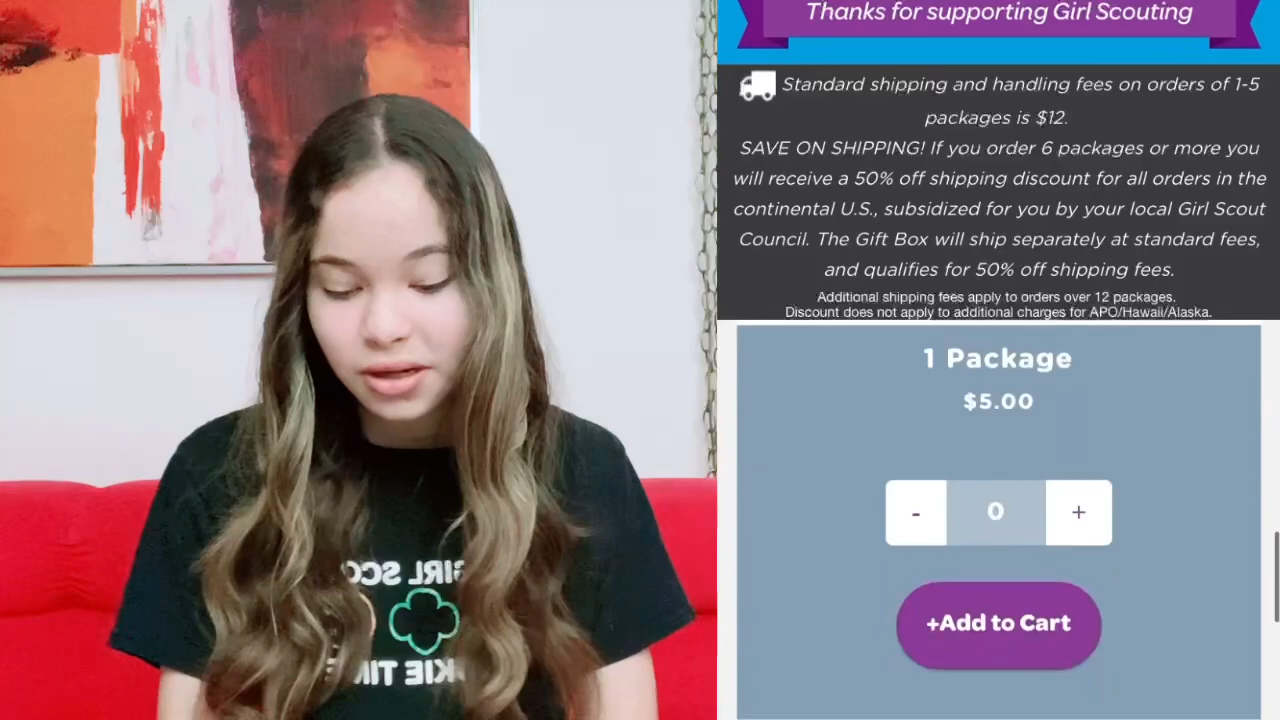 Thanks for supporting Girl Scouting
Standard shipping and handling fees on orders of 1-5
packages is $12.
SAVE ON SHIPPING! If you order 6 packages or more you
will receive a 50% off shipping discount for all orders in the
continental U.S., subsidized for you by your local Girl Scout
Council. The Gift Box will ship separately at standard fees,
and qualifies for 50% off shipping fees.
Additional shipping fees apply to orders over 12 packages.
Discount does not apply to additional charges for APO/Hawaii/Alaska.
1 Package
$5.00
- 0 +
+Add to Cart
GIRL SCO
KIE TIM